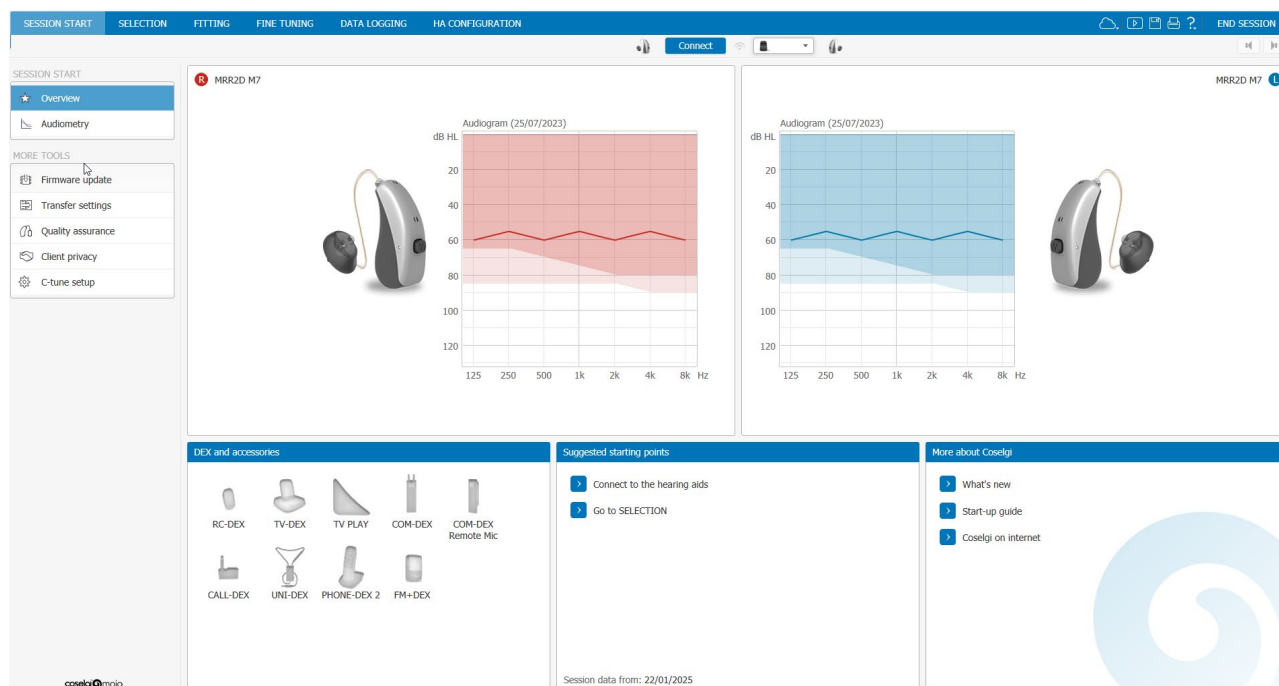 SESSION START SELECTION FITTING FINE TUNING DATA LOGGING HA CONFIGURATION ? END SESSION
Connect
SESSION START
Overview
Audiometry
MORE TOOLS
Firmware update
Transfer settings
Quality assurance
Client privacy
C-tune setup
R MRR2D M7
Audiogram (25/07/2023)
dB HL
20
40
60
80
100
120
125 250 500 1k 2k 4k 8k Hz
MRR2D M7 L
Audiogram (25/07/2023)
dB HL
20
40
60
80
100
120
125 250 500 1k 2k 4k 8k Hz
DEX and accessories
RC-DEX TV-DEX TV PLAY COM-DEX COM-DEX
Remote Mic
CALL-DEX UNI-DEX PHONE-DEX 2 FM+DEX
Suggested starting points
Connect to the hearing aids
Go to SELECTION
Session data from: 22/01/2025
More about Coselgi
What's new
Start-up guide
Coselgi on internet